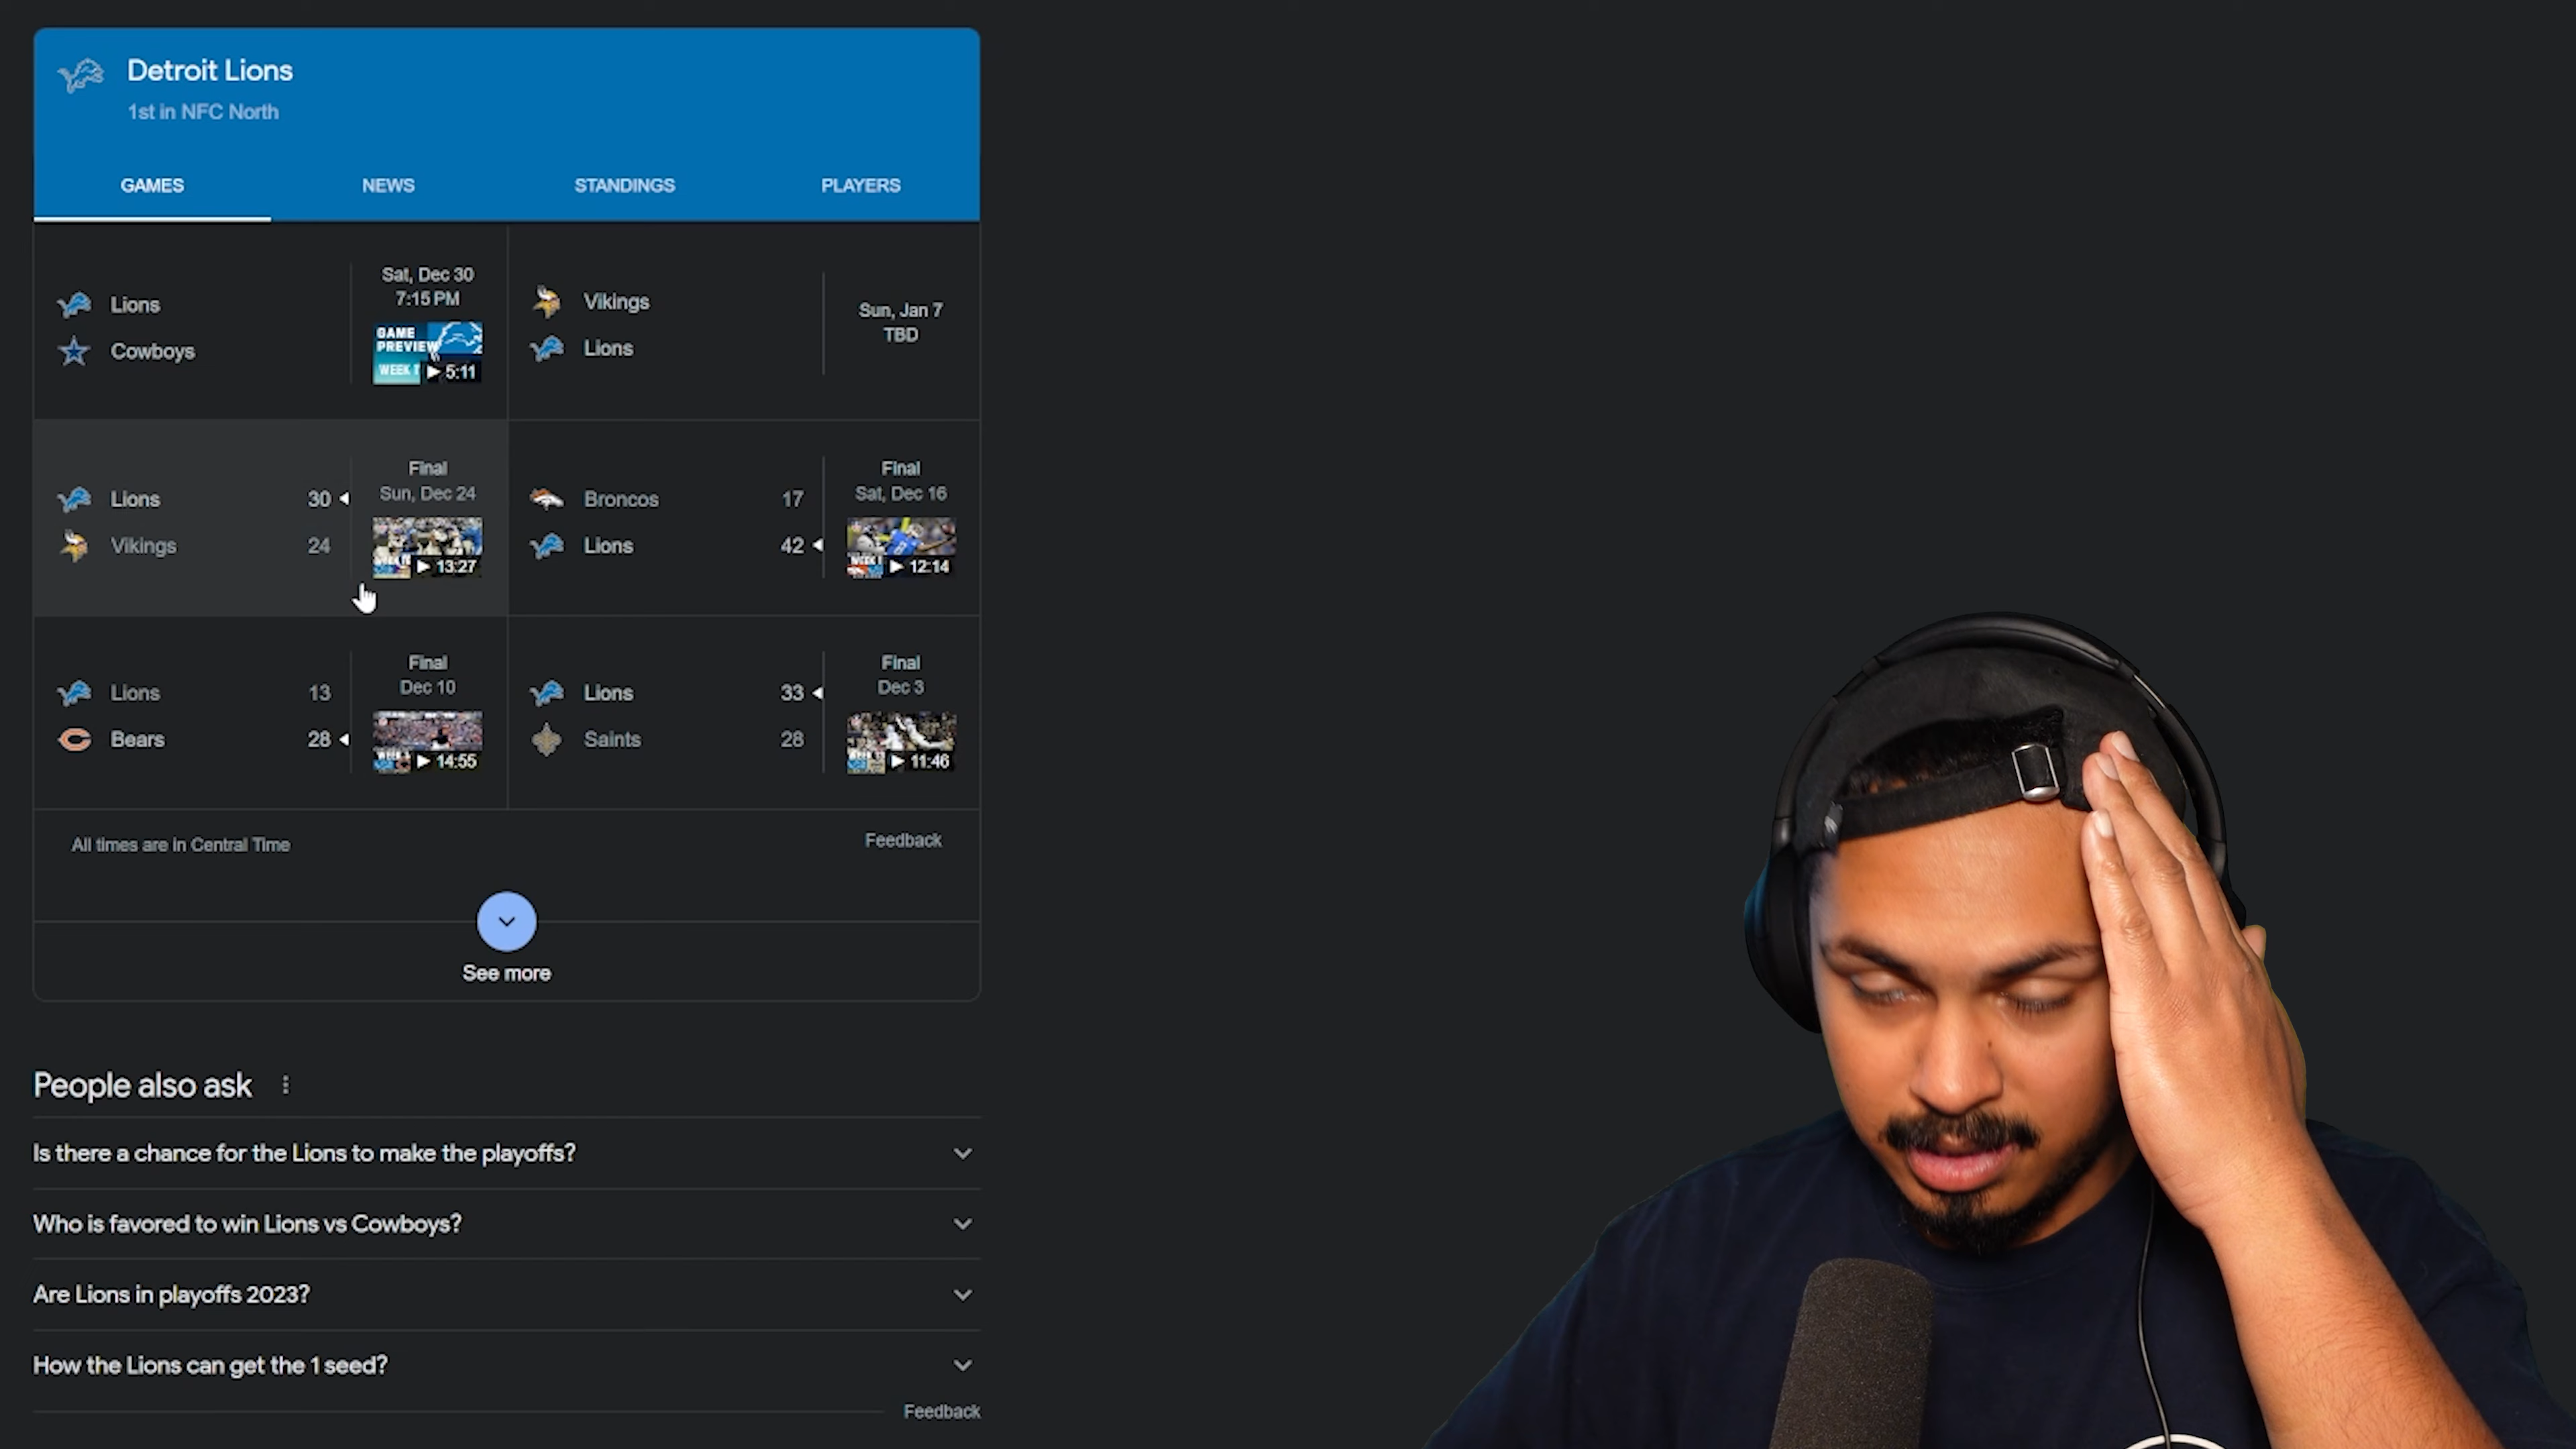 Detroit Lions
1st in NFC North
GAMES
NEWS
STANDINGS
PLAYERS
Lions
Cowboys
Sat, Dec 30
7:15 PM
GAME
PREVIEW
WEEK
5:11
Vikings
Lions
Sun, Jan 7
TBD
Lions 30
Vikings 24
Final
Sun, Dec 24
13:27
Broncos 17
Lions 42
Final
Sat, Dec 16
12:14
Lions 13
Bears 28
Final
Dec 10
14:55
Lions 33
Saints 28
Final
Dec 3
11:46
All times are in Central Time
Feedback
See more
People also ask
Is there a chance for the Lions to make the playoffs?
Who is favored to win Lions vs Cowboys?
Are Lions in playoffs 2023?
How the Lions can get the 1 seed?
Feedback